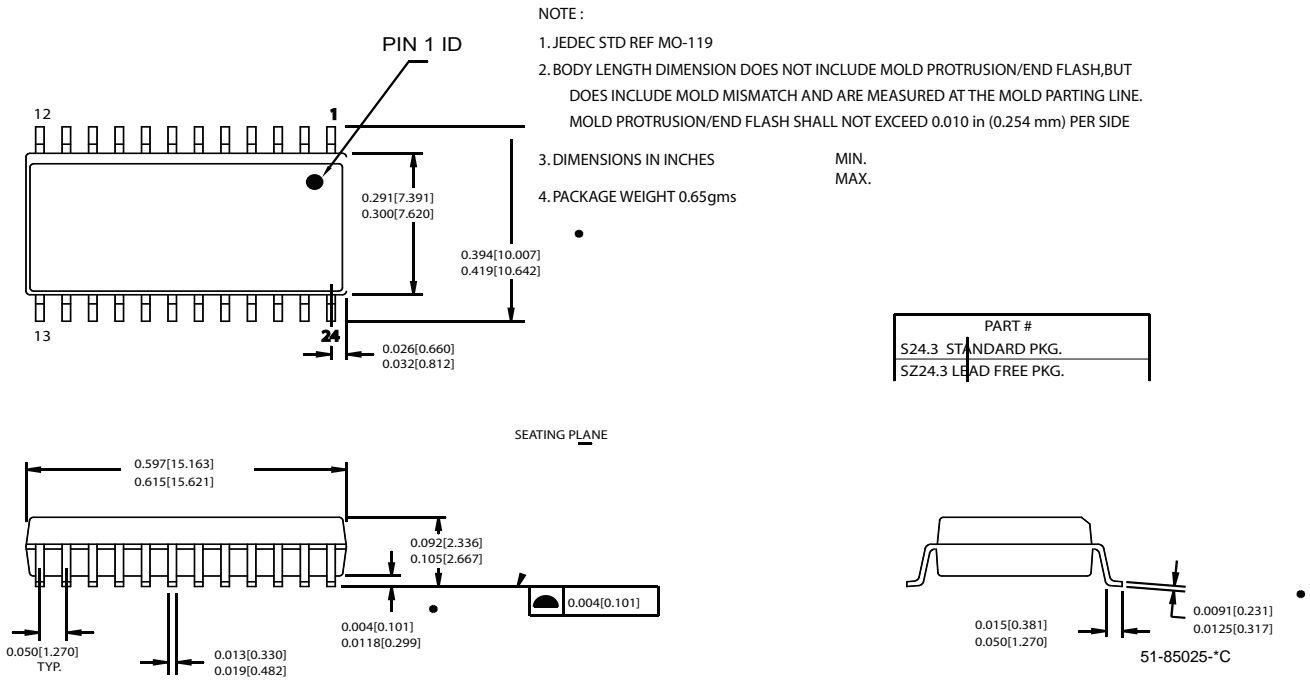 NOTE :
1. JEDEC STD REF MO-119
2. BODY LENGTH DIMENSION DOES NOT INCLUDE MOLD PROTRUSION/END FLASH,BUT
DOES INCLUDE MOLD MISMATCH AND ARE MEASURED AT THE MOLD PARTING LINE.
MOLD PROTRUSION/END FLASH SHALL NOT EXCEED 0.010 in (0.254 mm) PER SIDE
3. DIMENSIONS IN INCHES
MIN.
MAX.
4. PACKAGE WEIGHT 0.65gms
PIN 1 ID
12
1
0.291[7.391]
0.300[7.620]
0.394[10.007]
0.419[10.642]
13
24
0.026[0.660]
0.032[0.812]
PART #
S24.3 STANDARD PKG.
SZ24.3 LEAD FREE PKG.
SEATING PLANE
0.597[15.163]
0.615[15.621]
0.092[2.336]
0.105[2.667]
0.004[0.101]
0.004[0.101]
0.0118[0.299]
0.050[1.270]
TYP.
0.013[0.330]
0.019[0.482]
0.015[0.381]
0.050[1.270]
0.0091[0.231]
0.0125[0.317]
51-85025-*C